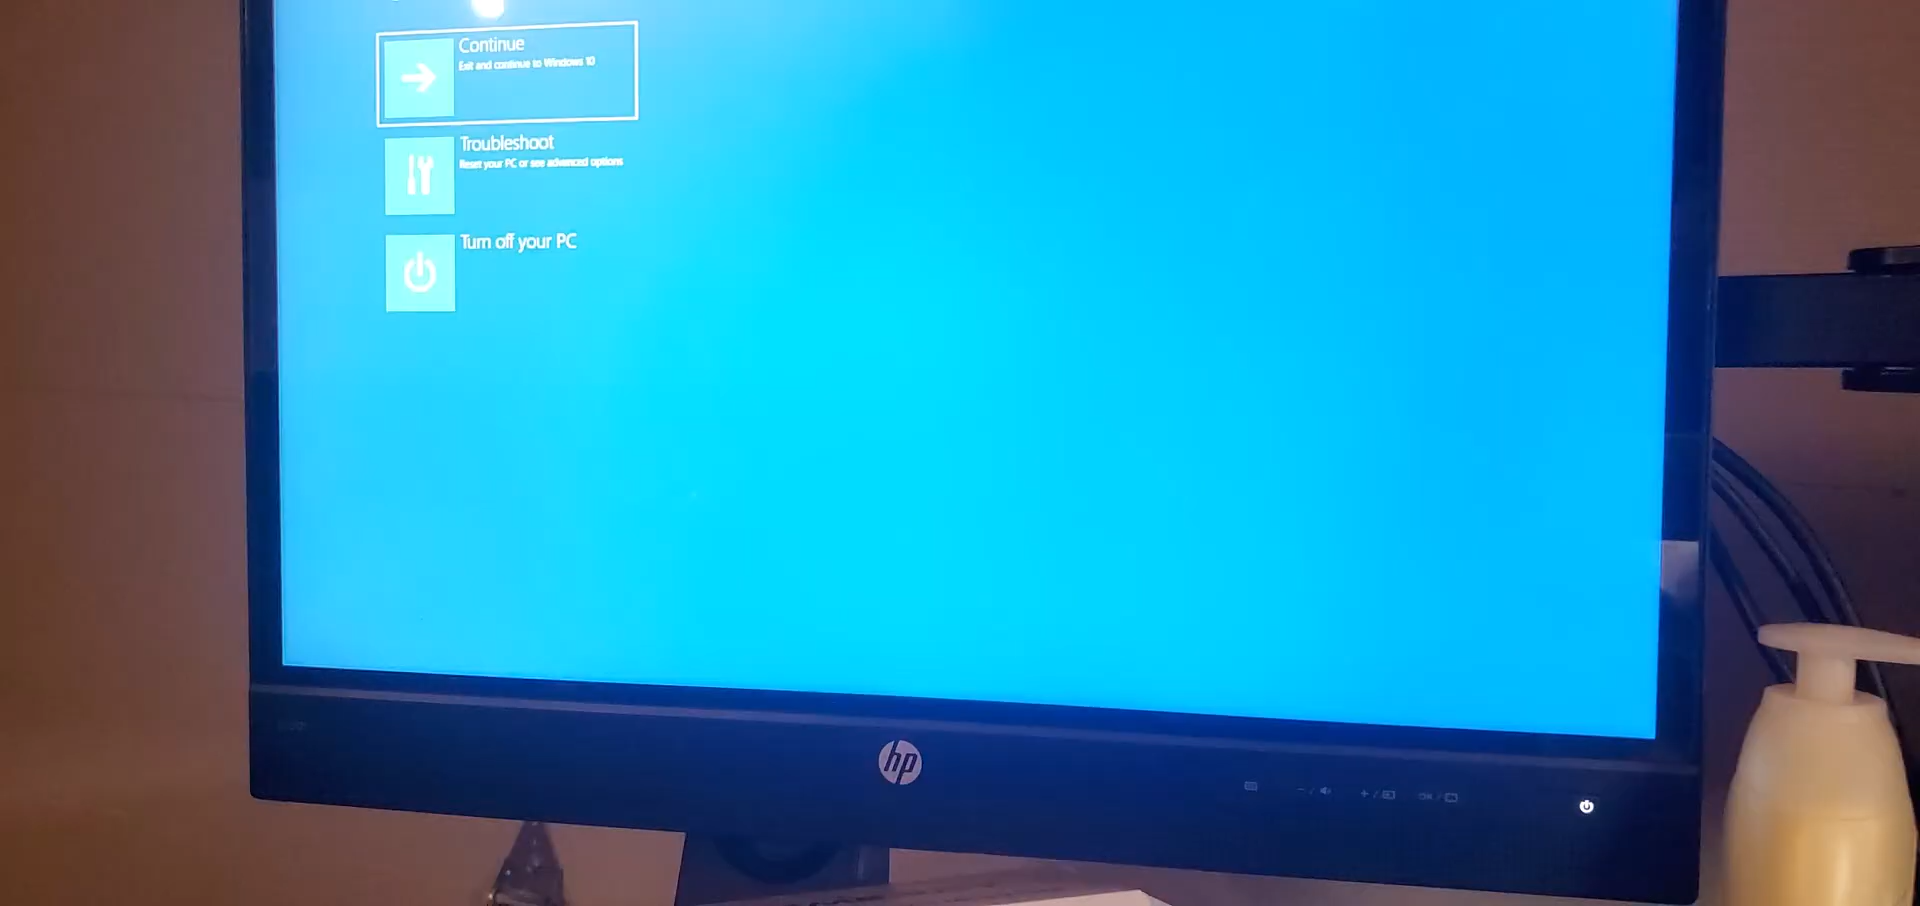 Continue
Exit and continue to Windows 10
Troubleshoot
Reset your PC or see advanced options
Turn off your PC
hp